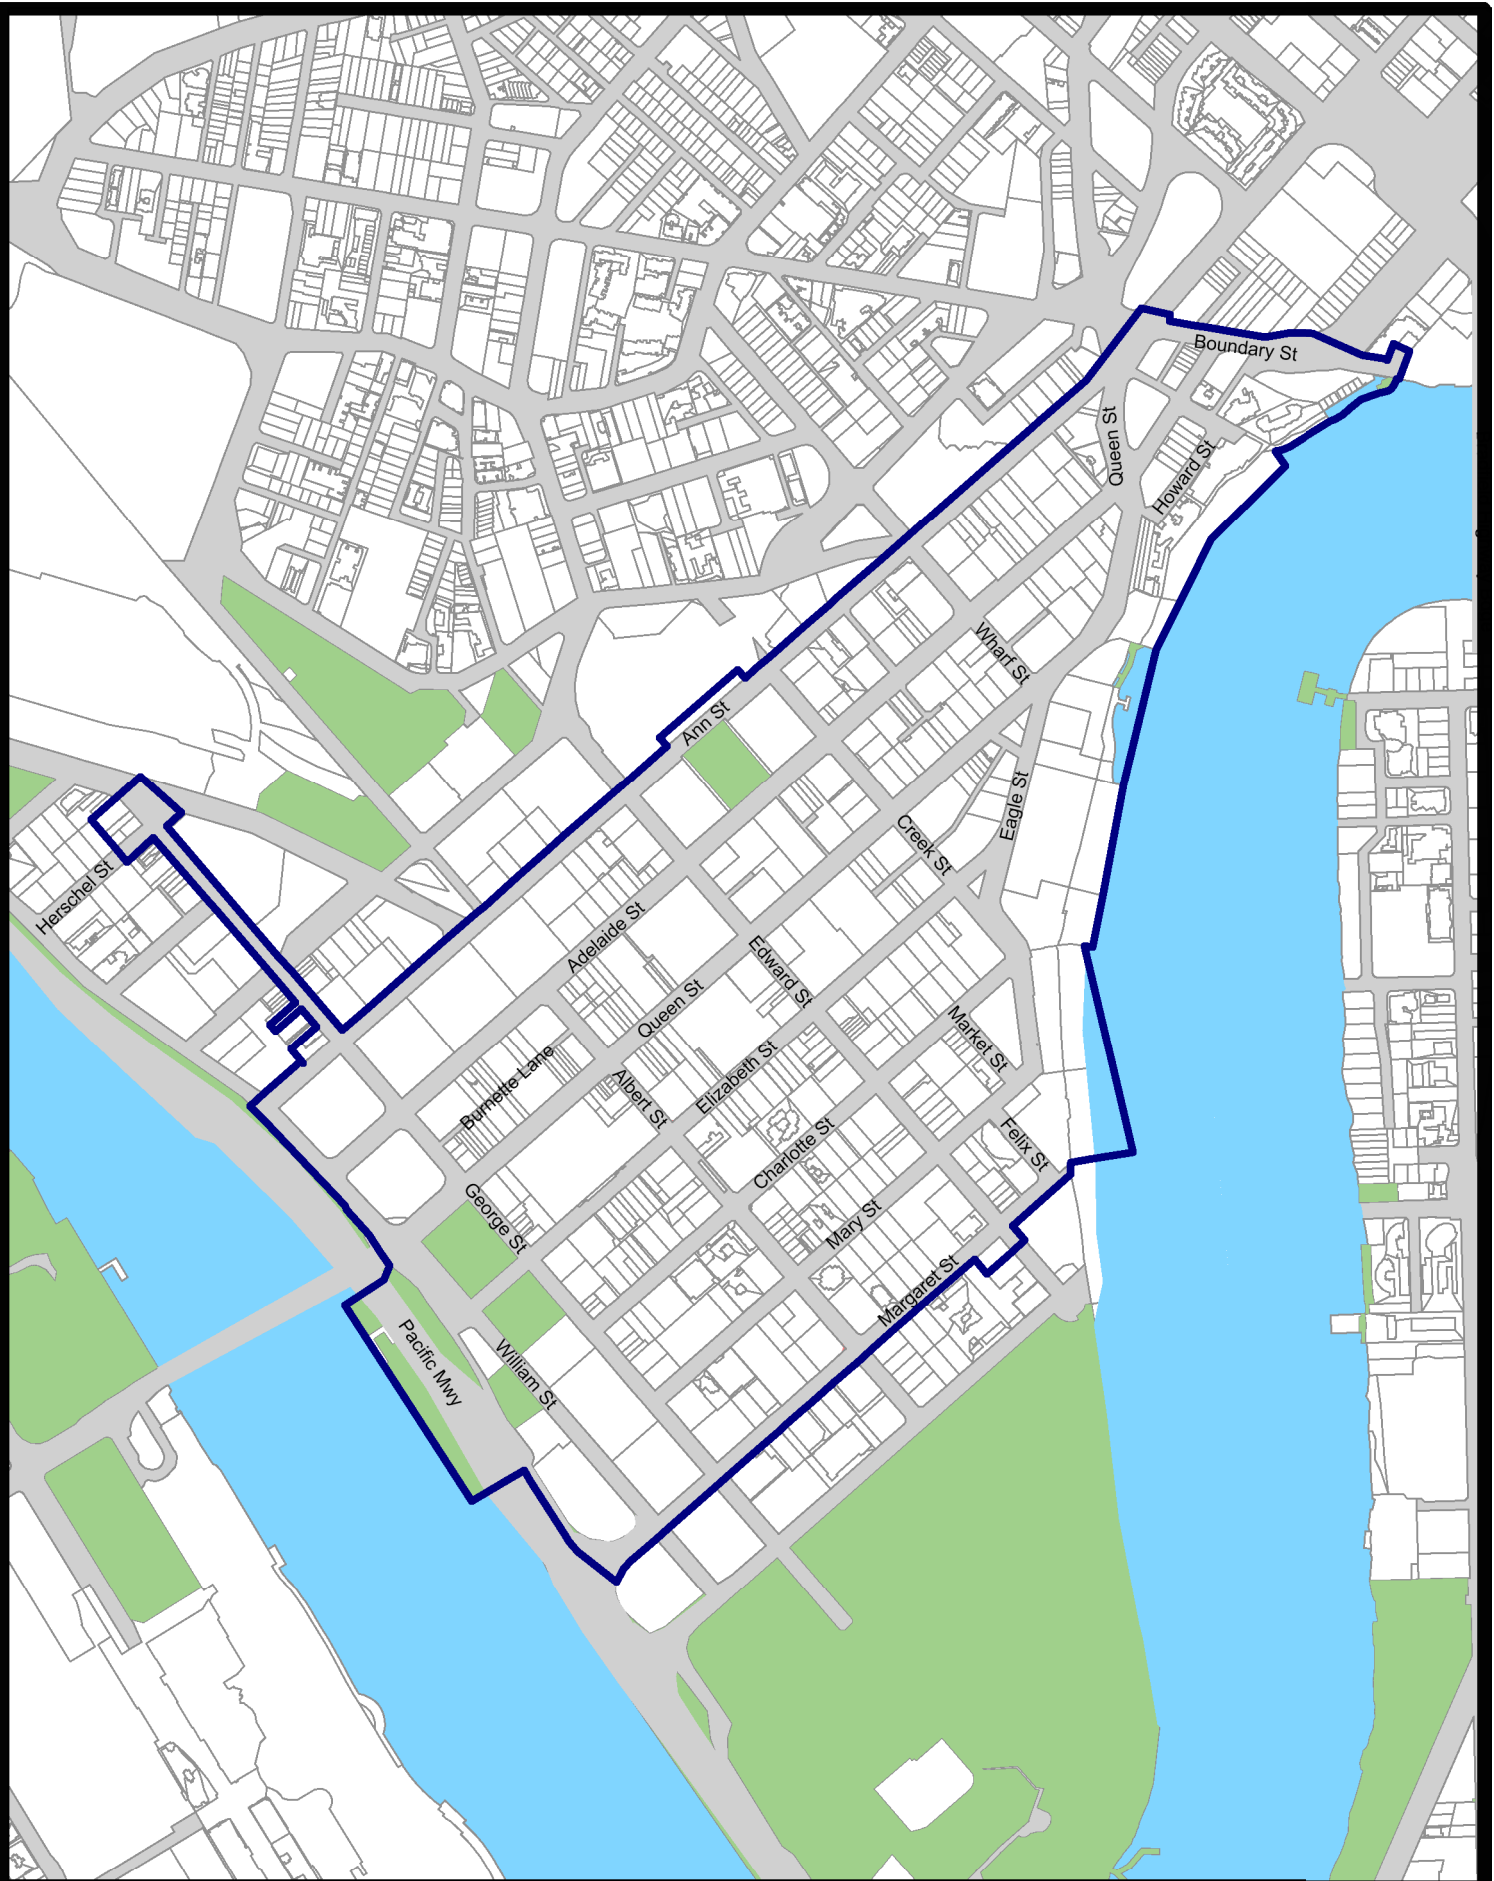 Boundary St
Queen St
Howard St
Wharf St
Ann St
Eagle St
Creek St
Herschel St
Adelaide St
Edward St
Queen St
Market St
Burnette Lane
Albert St
Elizabeth St
Charlotte St
Felix St
George St
Mary St
Margaret St
Pacific Mwy
William St